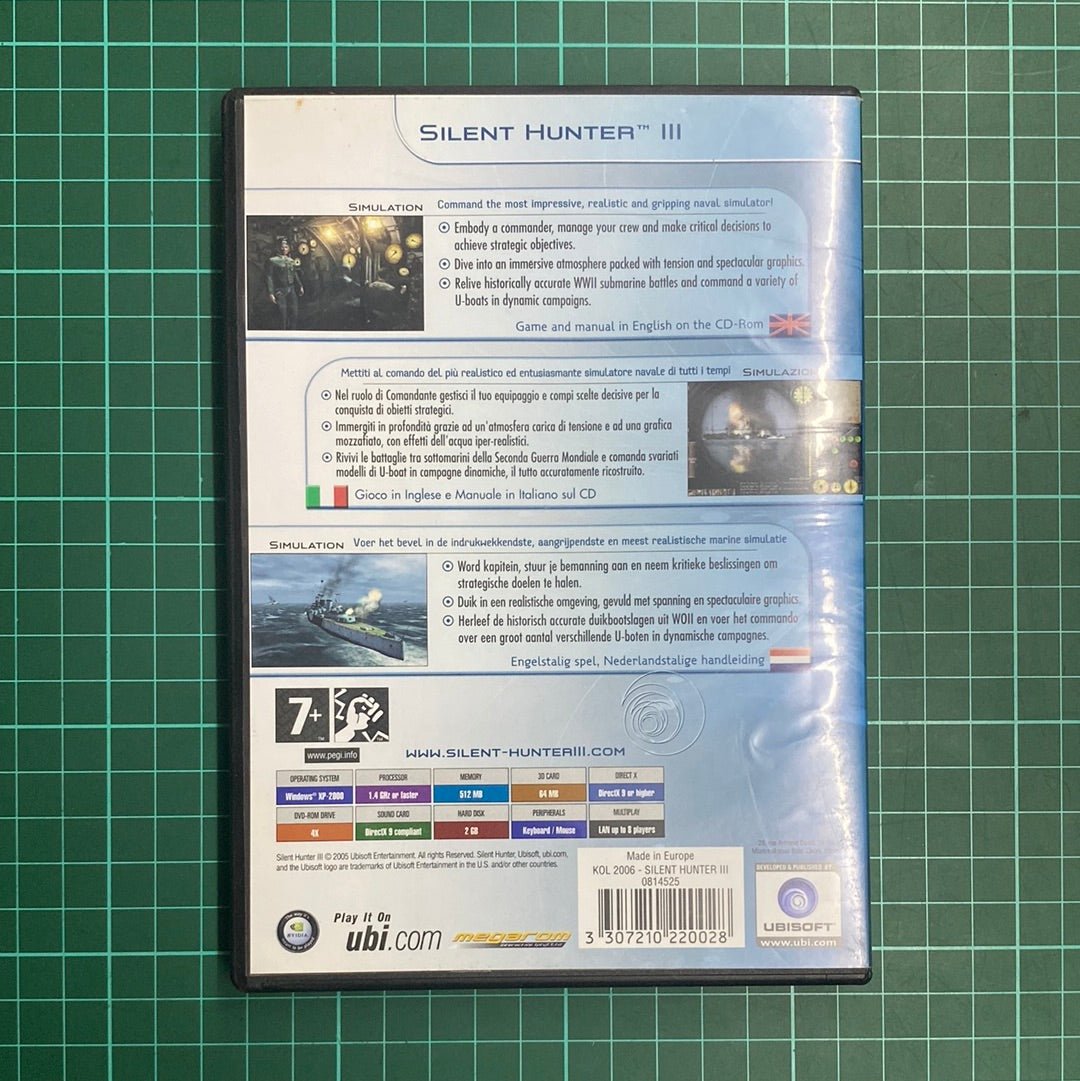 SILENT HUNTER™ III
SIMULATION
Command the most impressive, realistic and gripping naval simulator!
Embody a commander, manage your crew and make critical decisions to
achieve strategic objectives.
Dive into an immersive atmosphere packed with tension and spectacular graphics.
Relive historically accurate WWII submarine battles and command a variety of
U-boats in dynamic campaigns.
Game and manual in English on the CD-Rom
Mettiti al comando del più realistico ed entusiasmante simulatore navale di tutti i tempi
SIMULAZIONE
Nel ruolo di Comandante gestisci il tuo equipaggio e compi scelte decisive per la
conquista di obietti strategici.
Immergiti in profondità grazie ad un'atmosfera carica di tensione e ad una grafica
mozzafiato, con effetti dell'acqua iper-realistici.
Rivivi le battaglie tra sottomarini della Seconda Guerra Mondiale e comanda svariati
modelli di U-boat in campagne dinamiche, il tutto accuratamente ricostruito.
Gioco in Inglese e Manuale in Italiano sul CD
SIMULATION
Voer het bevel in de indrukwekkendste, aangrijpendste en meest realistische marine simulatie
Word kapitein, stuur je bemanning aan en neem kritieke beslissingen om
strategische doelen te halen.
Duik in een realistische omgeving, gevuld met spanning en spectaculaire graphics.
Herleef de historisch accurate duikbootslagen uit WOII en voer het commando
over een groot aantal verschillende U-boten in dynamische campagnes.
Engelstalig spel, Nederlandstalige handleiding
7+
www.pegi.info
WWW.SILENT-HUNTERIII.COM
OPERATING SYSTEM PROCESSOR MEMORY 3D CARD DIRECT X
Windows® XP-2000 1.4 GHz or faster 512 MB 64 MB DirectX 9 or higher
DVD-ROM DRIVE SOUND CARD HARD DISK PERIPHERALS MULTIPLAY
4X DirectX 9 compliant 2 GB Keyboard / Mouse LAN up to 8 players
Silent Hunter III © 2005 Ubisoft Entertainment. All rights Reserved. Silent Hunter, Ubisoft, ubi.com,
and the Ubisoft logo are trademarks of Ubisoft Entertainment in the U.S. and/or other countries.
Made in Europe
KOL 2006 - SILENT HUNTER III
0814525
3 307210 220028
DEVELOPED & PUBLISHED BY
UBISOFT
www.ubi.com
NVIDIA
Play It On
ubi.com
megarom